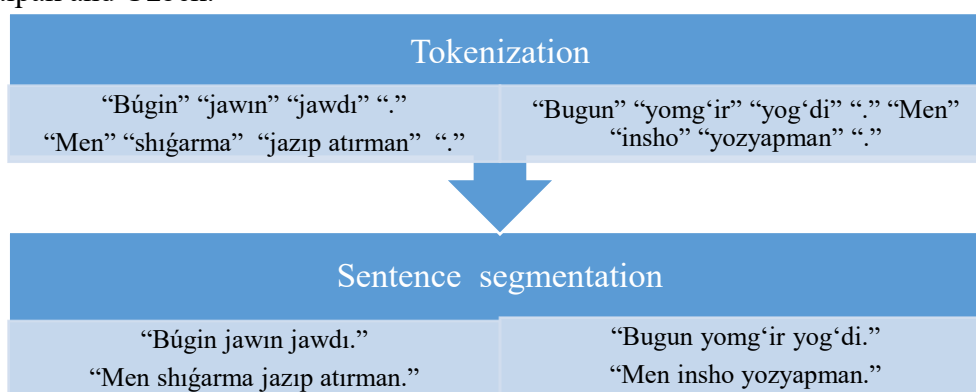 Tokenization
“Búgin” “jawın” “jawdı” “.”
“Men” “shıǵarma” “jazıp atırman” “.”
“Bugun” “yomg‘ir” “yog‘di” “.” “Men”
“insho” “yozyapman” “.”
Sentence segmentation
“Búgin jawın jawdı.”
“Men shıǵarma jazıp atırman.”
“Bugun yomg‘ir yog‘di.”
“Men insho yozyapman.”